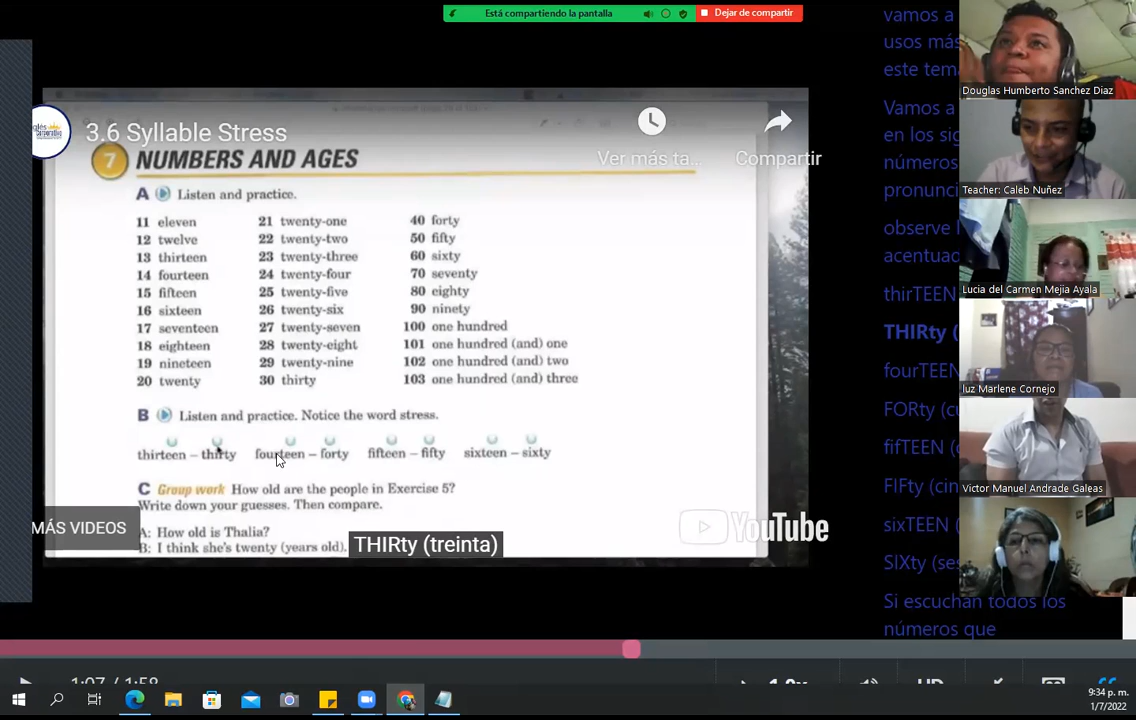 Está compartiendo la pantalla
Dejar de compartir
3.6 Syllable Stress
Ver más ta...
Compartir
7 NUMBERS AND AGES
A Listen and practice.
11 eleven 21 twenty-one 40 forty
12 twelve 22 twenty-two 50 fifty
13 thirteen 23 twenty-three 60 sixty
14 fourteen 24 twenty-four 70 seventy
15 fifteen 25 twenty-five 80 eighty
16 sixteen 26 twenty-six 90 ninety
17 seventeen 27 twenty-seven 100 one hundred
18 eighteen 28 twenty-eight 101 one hundred (and) one
19 nineteen 29 twenty-nine 102 one hundred (and) two
20 twenty 30 thirty 103 one hundred (and) three
B Listen and practice. Notice the word stress.
thirteen – thirty fourteen – forty fifteen – fifty sixteen – sixty
C Group work How old are the people in Exercise 5?
Write down your guesses. Then compare.
A: How old is Thalia?
B: I think she's twenty (years old).
MÁS VIDEOS
YouTube
THIRty (treinta)
vamos a
usos más
este tem
Vamos a
en los sig
números
pronunci
observe l
acentuad
thirTEEN
THIRty (
fourTEEN
FORty (c
fifTEEN (
FIFty (cin
sixTEEN (
SIXty (ses
Si escuchan todos los
números que
Douglas Humberto Sanchez Diaz
Teacher: Caleb Nuñez
Lucia del Carmen Mejia Ayala
luz Marlene Cornejo
Victor Manuel Andrade Galeas
1:07 / 1:58
HD
9:34 p. m.
1/7/2022